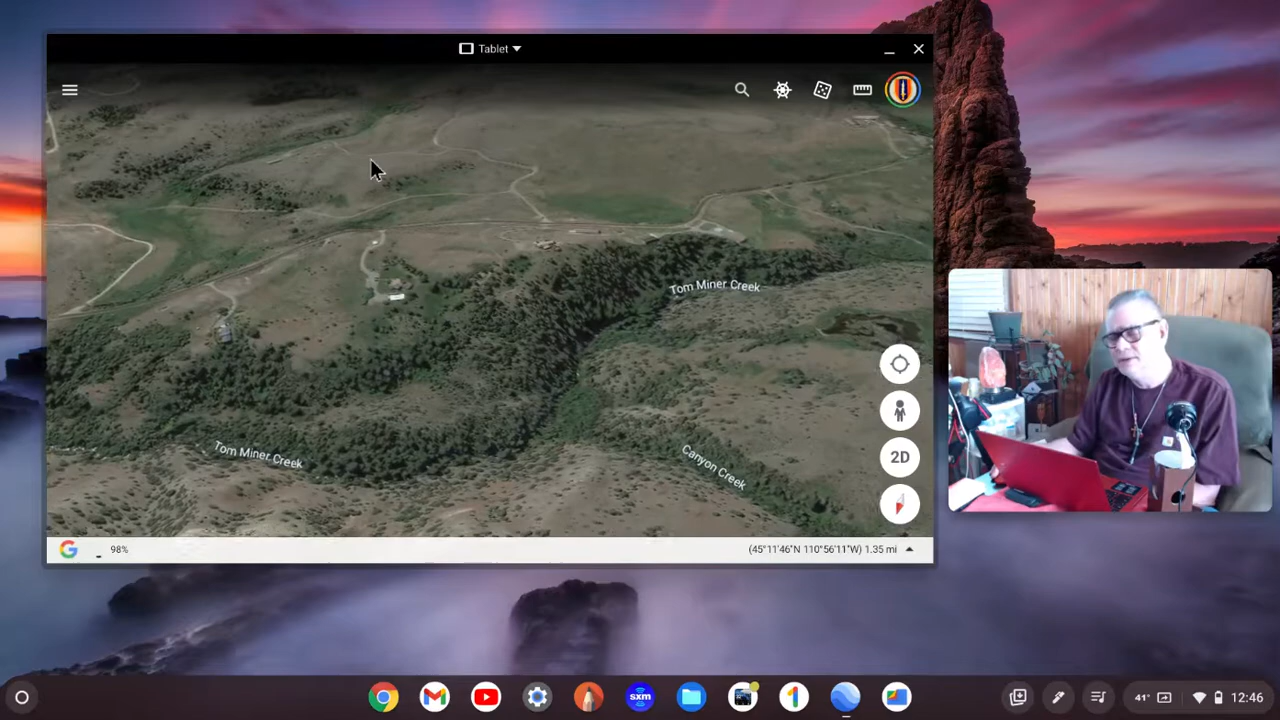 Tablet
Tom Miner Creek
Tom Miner Creek
Canyon Creek
2D
98%
(45°11'46"N 110°56'11"W) 1.35 mi
sxm
41°
12:46